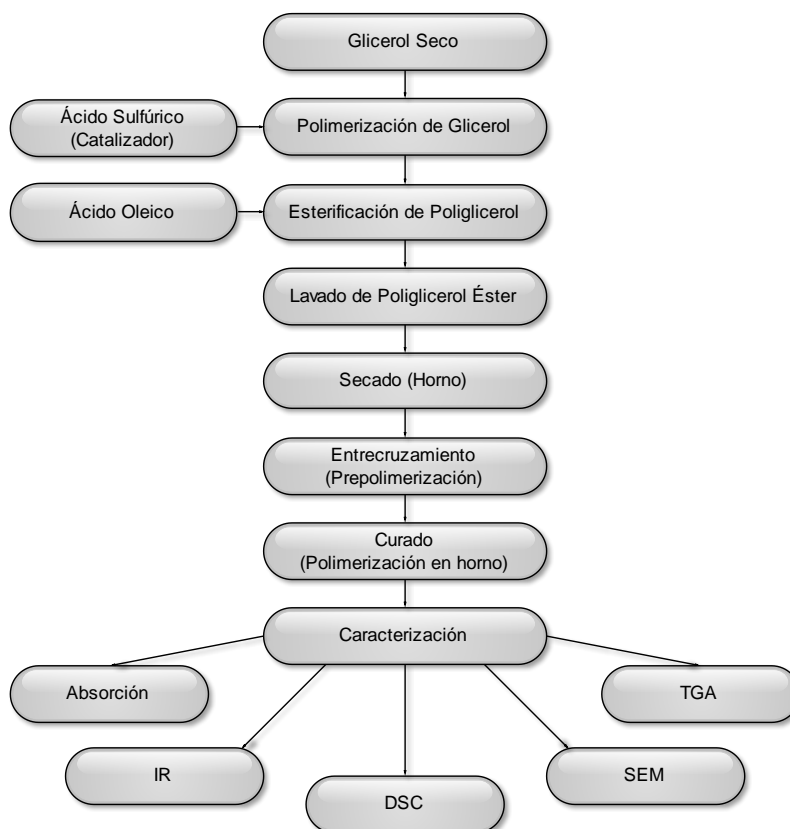 Glicerol Seco
Ácido Sulfúrico
(Catalizador)
Polimerización de Glicerol
Ácido Oleico
Esterificación de Poliglicerol
Lavado de Poliglicerol Éster
Secado (Horno)
Entrecruzamiento
(Prepolimerización)
Curado
(Polimerización en horno)
Caracterización
Absorción
TGA
IR
SEM
DSC